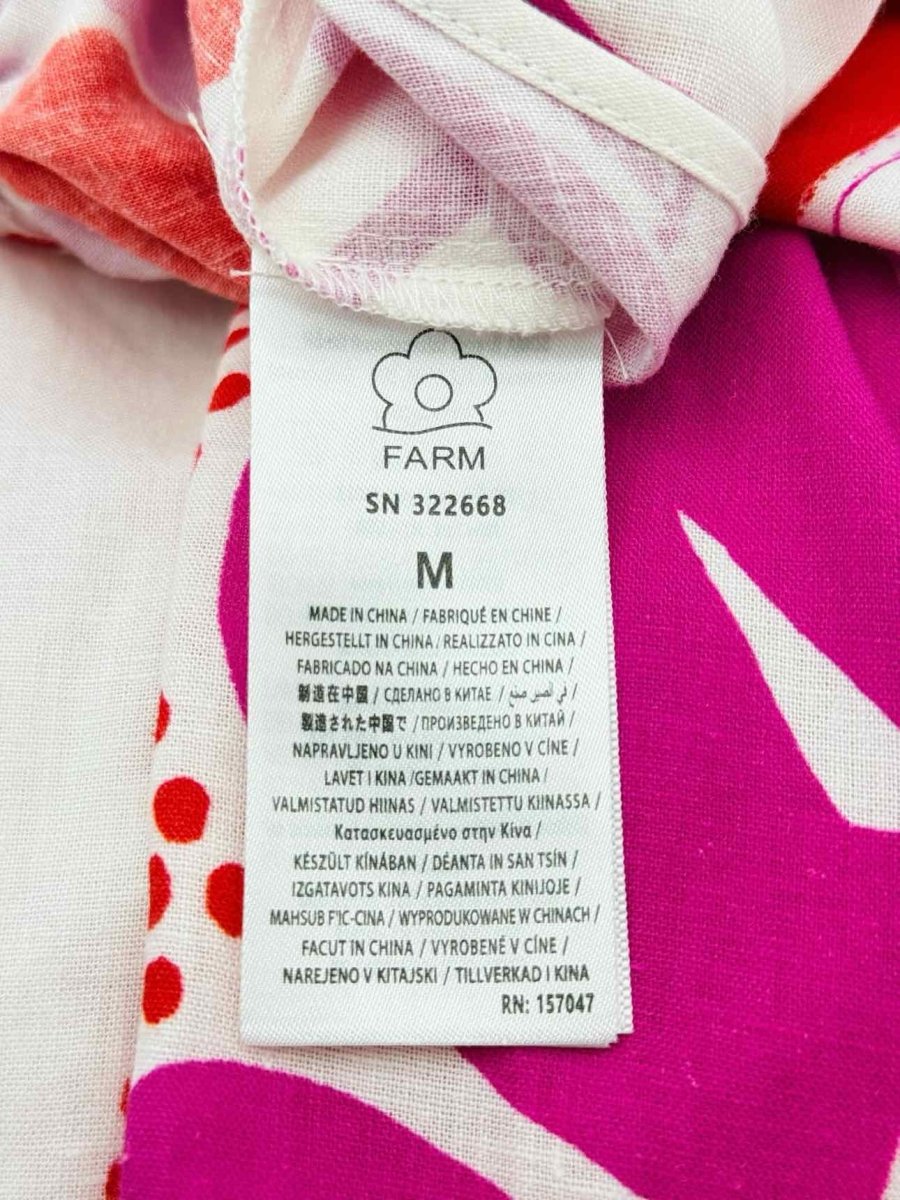 FARM
SN 322668
M
MADE IN CHINA / FABRIQUÉ EN CHINE /
HERGESTELLT IN CHINA / REALIZZATO IN CINA /
FABRICADO NA CHINA / HECHO EN CHINA /
制造在中国 / СДЕЛАНО В КИТАЕ / في الصين صنع /
製造された中国で / ПРОИЗВЕДЕНО В КИТАЙ /
NAPRAVLJENO U KINI / VYROBENO V CÍNE /
LAVET I KINA /GEMAAKT IN CHINA /
VALMISTATUD HIINAS / VALMISTETTU KIINASSA /
Κατασκευασμένο στην Κίνα /
KÉSZÜLT KÍNÁBAN / DÉANTA IN SAN TSÍN /
IZGATAVOTS KINA / PAGAMINTA KINIJOJE /
MAHSUB F'IC-CINA / WYPRODUKOWANE W CHINACH /
FACUT IN CHINA / VYROBENÉ V CÍNE /
NAREJENO V KITAJSKI / TILLVERKAD I KINA
RN: 157047